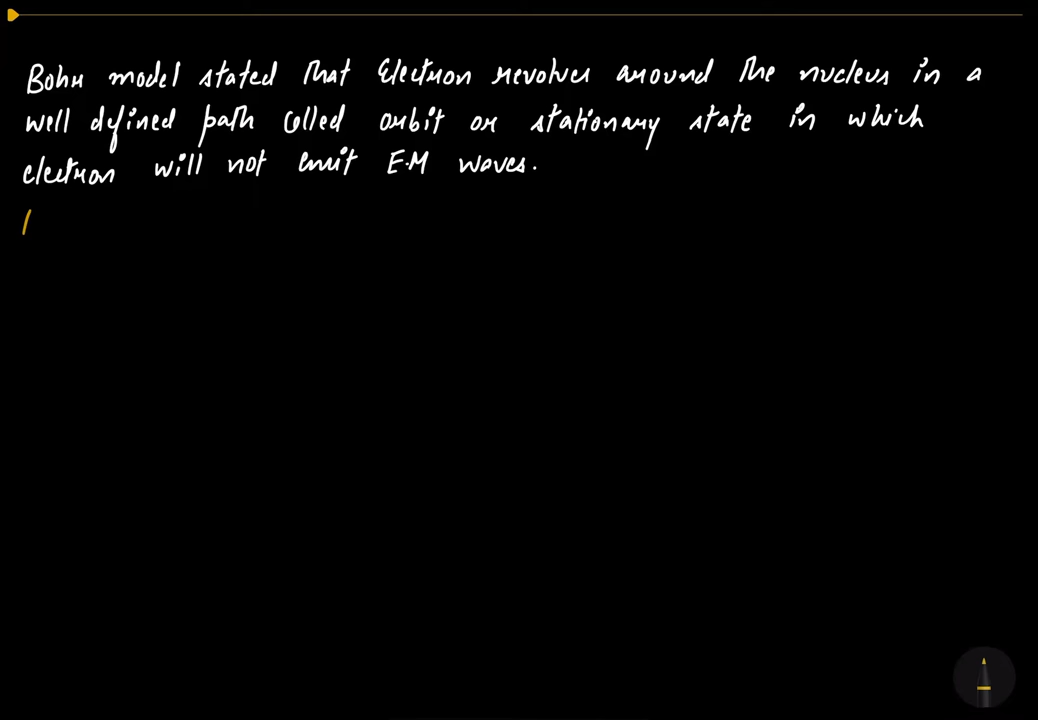 Bohr model stated that Electron revolves around the nucleus in a
well defined path called orbit or stationary state in which
electron will not emit E.M waves.